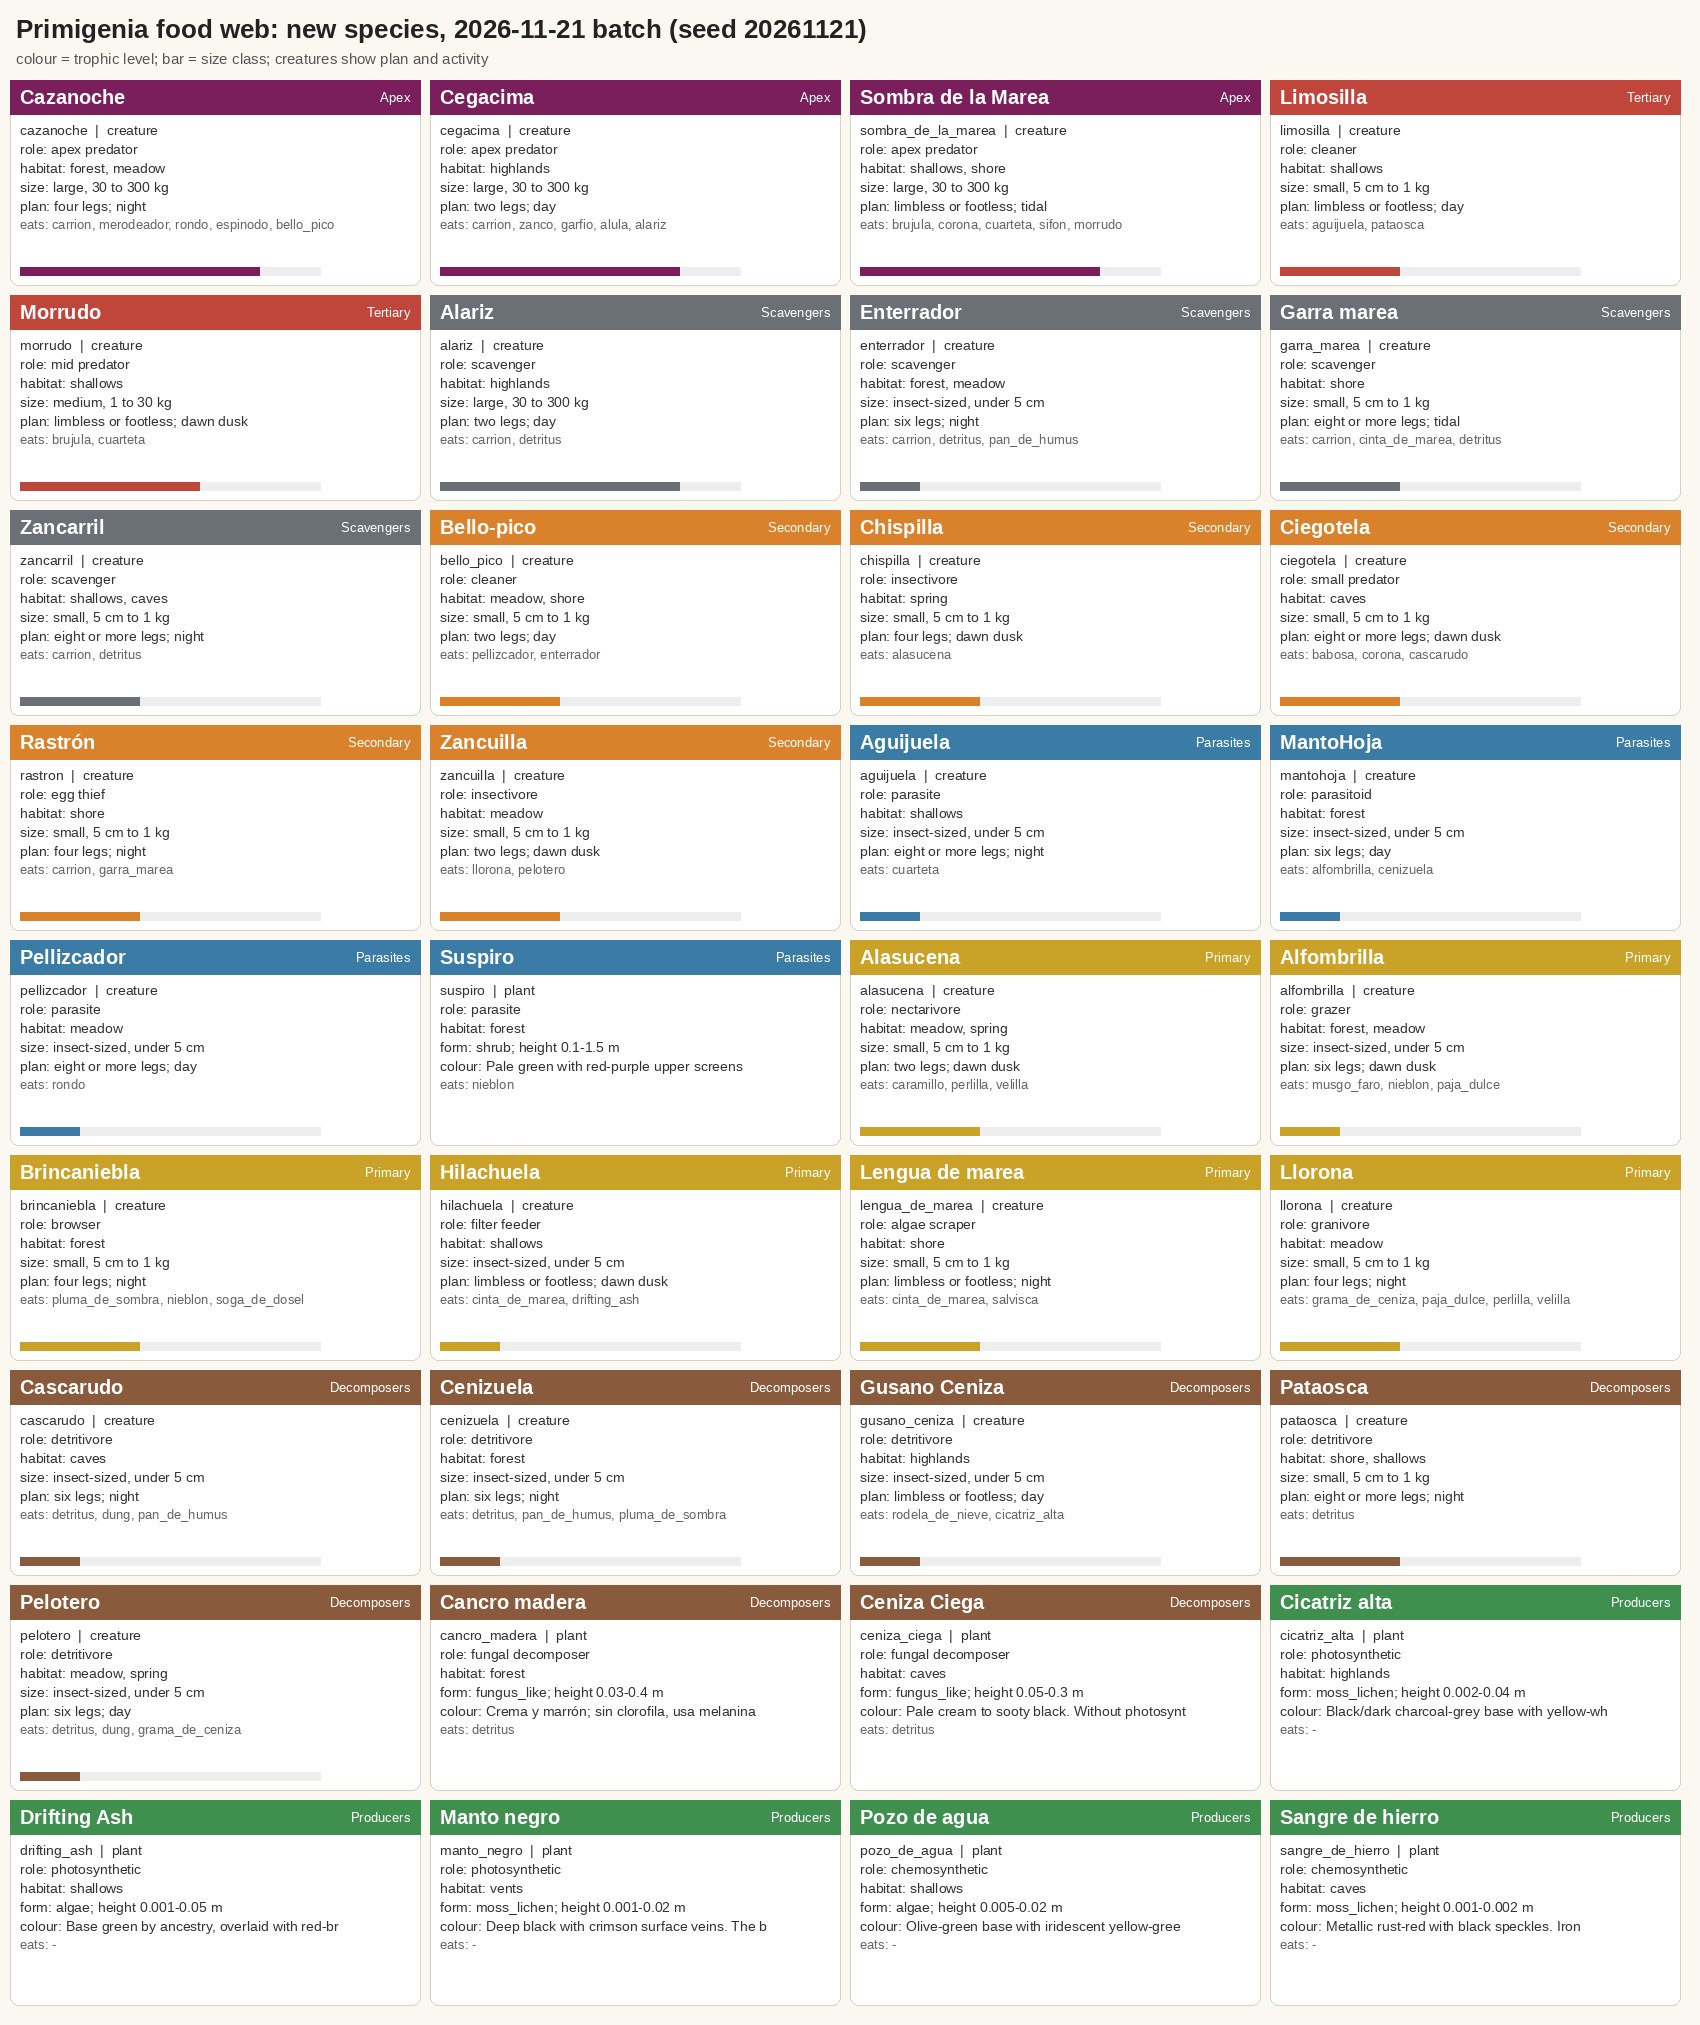 Primigenia food web: new species, 2026-11-21 batch (seed 20261121)
colour = trophic level; bar = size class; creatures show plan and activity
Cazanoche Apex
cazanoche | creature
role: apex predator
habitat: forest, meadow
size: large, 30 to 300 kg
plan: four legs; night
eats: carrion, merodeador, rondo, espinodo, bello_pico
Cegacima Apex
cegacima | creature
role: apex predator
habitat: highlands
size: large, 30 to 300 kg
plan: two legs; day
eats: carrion, zanco, garfio, alula, alariz
Sombra de la Marea Apex
sombra_de_la_marea | creature
role: apex predator
habitat: shallows, shore
size: large, 30 to 300 kg
plan: limbless or footless; tidal
eats: brujula, corona, cuarteta, sifon, morrudo
Limosilla Tertiary
limosilla | creature
role: cleaner
habitat: shallows
size: small, 5 cm to 1 kg
plan: limbless or footless; day
eats: aguijuela, pataosca
Morrudo Tertiary
morrudo | creature
role: mid predator
habitat: shallows
size: medium, 1 to 30 kg
plan: limbless or footless; dawn dusk
eats: brujula, cuarteta
Alariz Scavengers
alariz | creature
role: scavenger
habitat: highlands
size: large, 30 to 300 kg
plan: two legs; day
eats: carrion, detritus
Enterrador Scavengers
enterrador | creature
role: scavenger
habitat: forest, meadow
size: insect-sized, under 5 cm
plan: six legs; night
eats: carrion, detritus, pan_de_humus
Garra marea Scavengers
garra_marea | creature
role: scavenger
habitat: shore
size: small, 5 cm to 1 kg
plan: eight or more legs; tidal
eats: carrion, cinta_de_marea, detritus
Zancarril Scavengers
zancarril | creature
role: scavenger
habitat: shallows, caves
size: small, 5 cm to 1 kg
plan: eight or more legs; night
eats: carrion, detritus
Bello-pico Secondary
bello_pico | creature
role: cleaner
habitat: meadow, shore
size: small, 5 cm to 1 kg
plan: two legs; day
eats: pellizcador, enterrador
Chispilla Secondary
chispilla | creature
role: insectivore
habitat: spring
size: small, 5 cm to 1 kg
plan: four legs; dawn dusk
eats: alasucena
Ciegotela Secondary
ciegotela | creature
role: small predator
habitat: caves
size: small, 5 cm to 1 kg
plan: eight or more legs; dawn dusk
eats: babosa, corona, cascarudo
Rastrón Secondary
rastron | creature
role: egg thief
habitat: shore
size: small, 5 cm to 1 kg
plan: four legs; night
eats: carrion, garra_marea
Zancuilla Secondary
zancuilla | creature
role: insectivore
habitat: meadow
size: small, 5 cm to 1 kg
plan: two legs; dawn dusk
eats: llorona, pelotero
Aguijuela Parasites
aguijuela | creature
role: parasite
habitat: shallows
size: insect-sized, under 5 cm
plan: eight or more legs; night
eats: cuarteta
MantoHoja Parasites
mantohoja | creature
role: parasitoid
habitat: forest
size: insect-sized, under 5 cm
plan: six legs; day
eats: alfombrilla, cenizuela
Pellizcador Parasites
pellizcador | creature
role: parasite
habitat: meadow
size: insect-sized, under 5 cm
plan: eight or more legs; day
eats: rondo
Suspiro Parasites
suspiro | plant
role: parasite
habitat: forest
form: shrub; height 0.1-1.5 m
colour: Pale green with red-purple upper screens
eats: nieblon
Alasucena Primary
alasucena | creature
role: nectarivore
habitat: meadow, spring
size: small, 5 cm to 1 kg
plan: two legs; dawn dusk
eats: caramillo, perlilla, velilla
Alfombrilla Primary
alfombrilla | creature
role: grazer
habitat: forest, meadow
size: insect-sized, under 5 cm
plan: six legs; dawn dusk
eats: musgo_faro, nieblon, paja_dulce
Brincaniebla Primary
brincaniebla | creature
role: browser
habitat: forest
size: small, 5 cm to 1 kg
plan: four legs; night
eats: pluma_de_sombra, nieblon, soga_de_dosel
Hilachuela Primary
hilachuela | creature
role: filter feeder
habitat: shallows
size: insect-sized, under 5 cm
plan: limbless or footless; dawn dusk
eats: cinta_de_marea, drifting_ash
Lengua de marea Primary
lengua_de_marea | creature
role: algae scraper
habitat: shore
size: small, 5 cm to 1 kg
plan: limbless or footless; night
eats: cinta_de_marea, salvisca
Llorona Primary
llorona | creature
role: granivore
habitat: meadow
size: small, 5 cm to 1 kg
plan: four legs; night
eats: grama_de_ceniza, paja_dulce, perlilla, velilla
Cascarudo Decomposers
cascarudo | creature
role: detritivore
habitat: caves
size: insect-sized, under 5 cm
plan: six legs; night
eats: detritus, dung, pan_de_humus
Cenizuela Decomposers
cenizuela | creature
role: detritivore
habitat: forest
size: insect-sized, under 5 cm
plan: six legs; night
eats: detritus, pan_de_humus, pluma_de_sombra
Gusano Ceniza Decomposers
gusano_ceniza | creature
role: detritivore
habitat: highlands
size: insect-sized, under 5 cm
plan: limbless or footless; day
eats: rodela_de_nieve, cicatriz_alta
Pataosca Decomposers
pataosca | creature
role: detritivore
habitat: shore, shallows
size: small, 5 cm to 1 kg
plan: eight or more legs; night
eats: detritus
Pelotero Decomposers
pelotero | creature
role: detritivore
habitat: meadow, spring
size: insect-sized, under 5 cm
plan: six legs; day
eats: detritus, dung, grama_de_ceniza
Cancro madera Decomposers
cancro_madera | plant
role: fungal decomposer
habitat: forest
form: fungus_like; height 0.03-0.4 m
colour: Crema y marrón; sin clorofila, usa melanina
eats: detritus
Ceniza Ciega Decomposers
ceniza_ciega | plant
role: fungal decomposer
habitat: caves
form: fungus_like; height 0.05-0.3 m
colour: Pale cream to sooty black. Without photosynt
eats: detritus
Cicatriz alta Producers
cicatriz_alta | plant
role: photosynthetic
habitat: highlands
form: moss_lichen; height 0.002-0.04 m
colour: Black/dark charcoal-grey base with yellow-wh
eats: -
Drifting Ash Producers
drifting_ash | plant
role: photosynthetic
habitat: shallows
form: algae; height 0.001-0.05 m
colour: Base green by ancestry, overlaid with red-br
eats: -
Manto negro Producers
manto_negro | plant
role: photosynthetic
habitat: vents
form: moss_lichen; height 0.001-0.02 m
colour: Deep black with crimson surface veins. The b
eats: -
Pozo de agua Producers
pozo_de_agua | plant
role: chemosynthetic
habitat: shallows
form: algae; height 0.005-0.02 m
colour: Olive-green base with iridescent yellow-gree
eats: -
Sangre de hierro Producers
sangre_de_hierro | plant
role: chemosynthetic
habitat: caves
form: moss_lichen; height 0.001-0.002 m
colour: Metallic rust-red with black speckles. Iron
eats: -